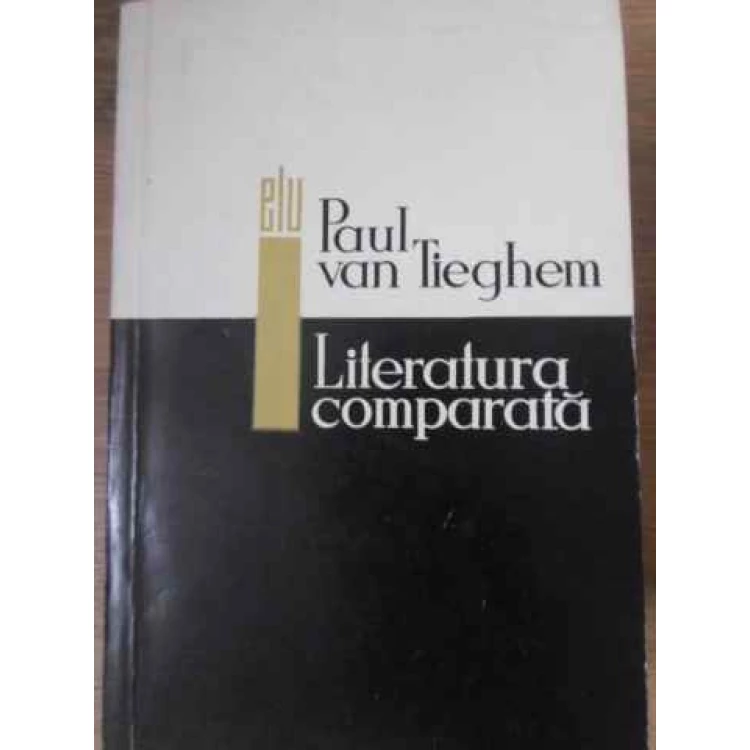 elu
Paul
van Tieghem
Literatura
comparată